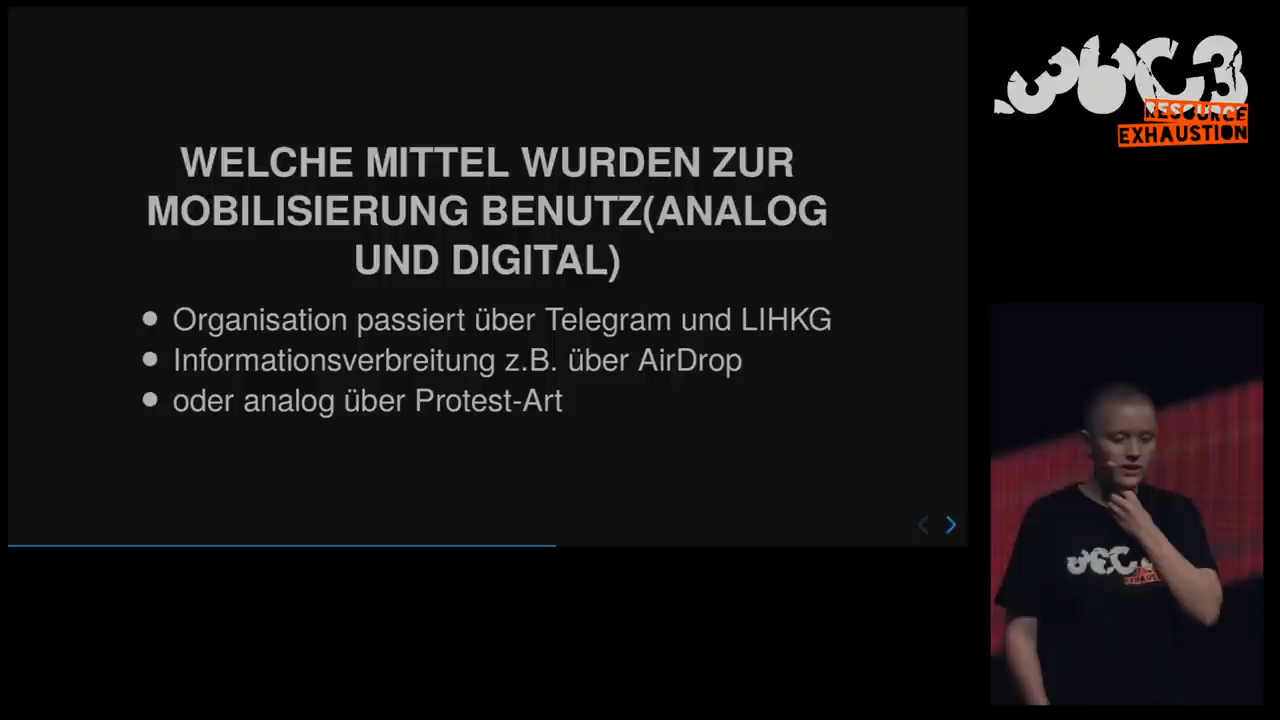 WELCHE MITTEL WURDEN ZUR
MOBILISIERUNG BENUTZ(ANALOG
UND DIGITAL)
Organisation passiert über Telegram und LIHKG
Informationsverbreitung z.B. über AirDrop
oder analog über Protest-Art
36C3
RESOURCE
EXHAUSTION